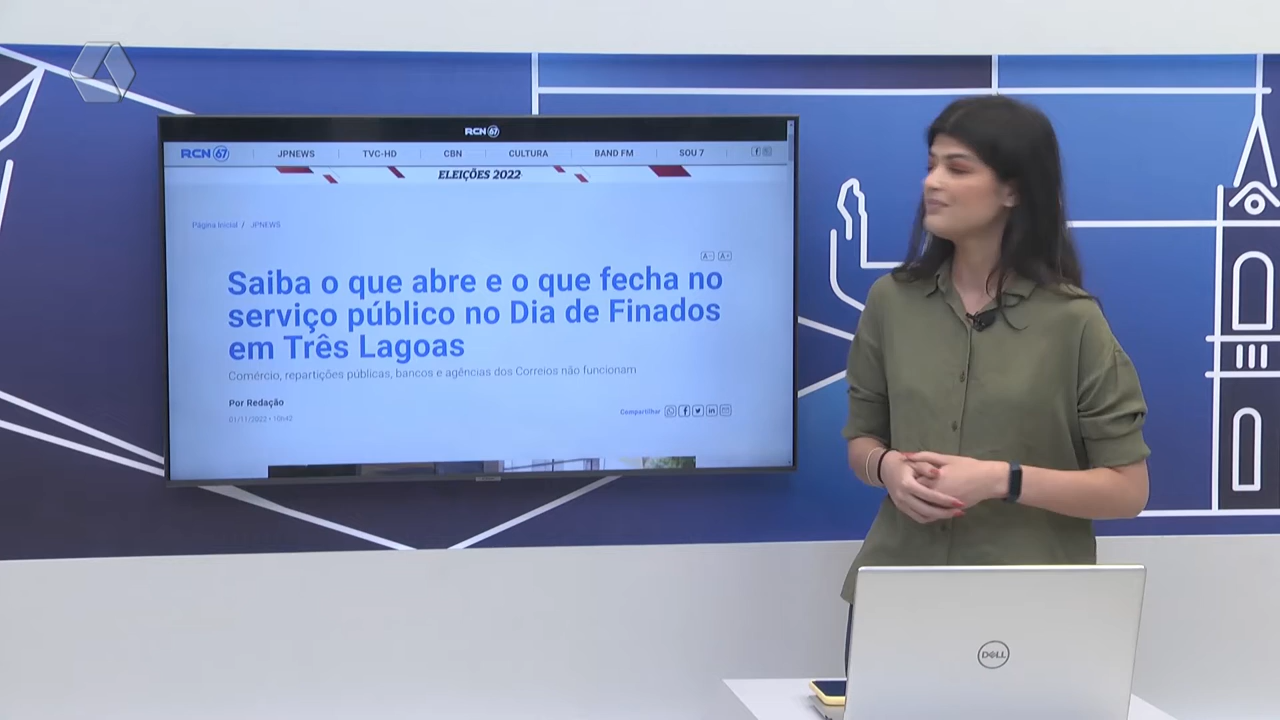 RCN 67
RCN 67 JPNEWS TVC-HD CBN CULTURA BAND FM SOU 7
ELEIÇÕES 2022
Página Inicial / JPNEWS
A- A+
Saiba o que abre e o que fecha no
serviço público no Dia de Finados
em Três Lagoas
Comércio, repartições públicas, bancos e agências dos Correios não funcionam
Por Redação
01/11/2022 • 10h42
Compartilhar
DELL